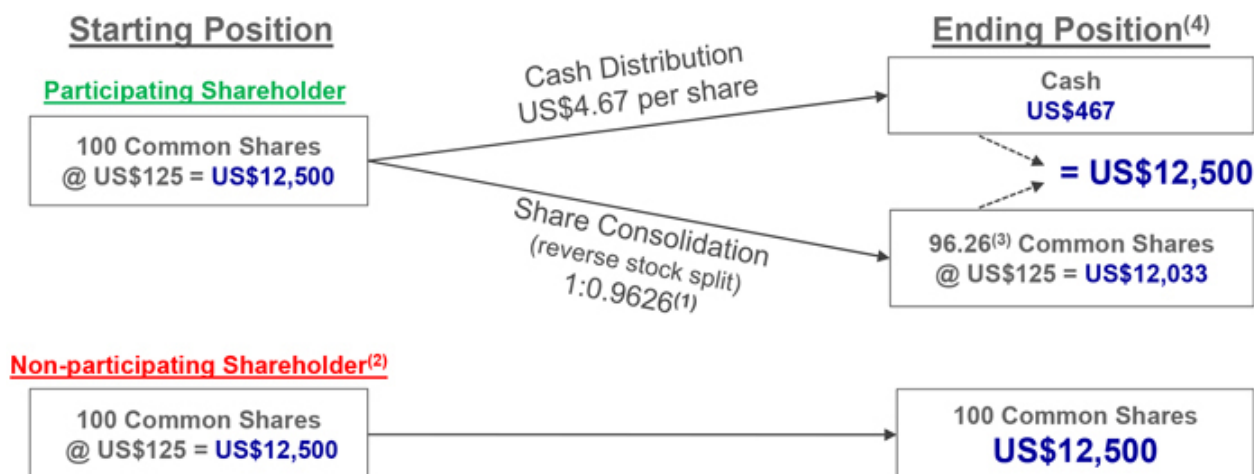 Starting Position
Ending Position(4)
Participating Shareholder
100 Common Shares
@ US$125 = US$12,500
Cash Distribution
US$4.67 per share
Share Consolidation
(reverse stock split)
1:0.9626(1)
Cash
US$467
= US$12,500
96.26(3) Common Shares
@ US$125 = US$12,033
Non-participating Shareholder(2)
100 Common Shares
@ US$125 = US$12,500
100 Common Shares
US$12,500